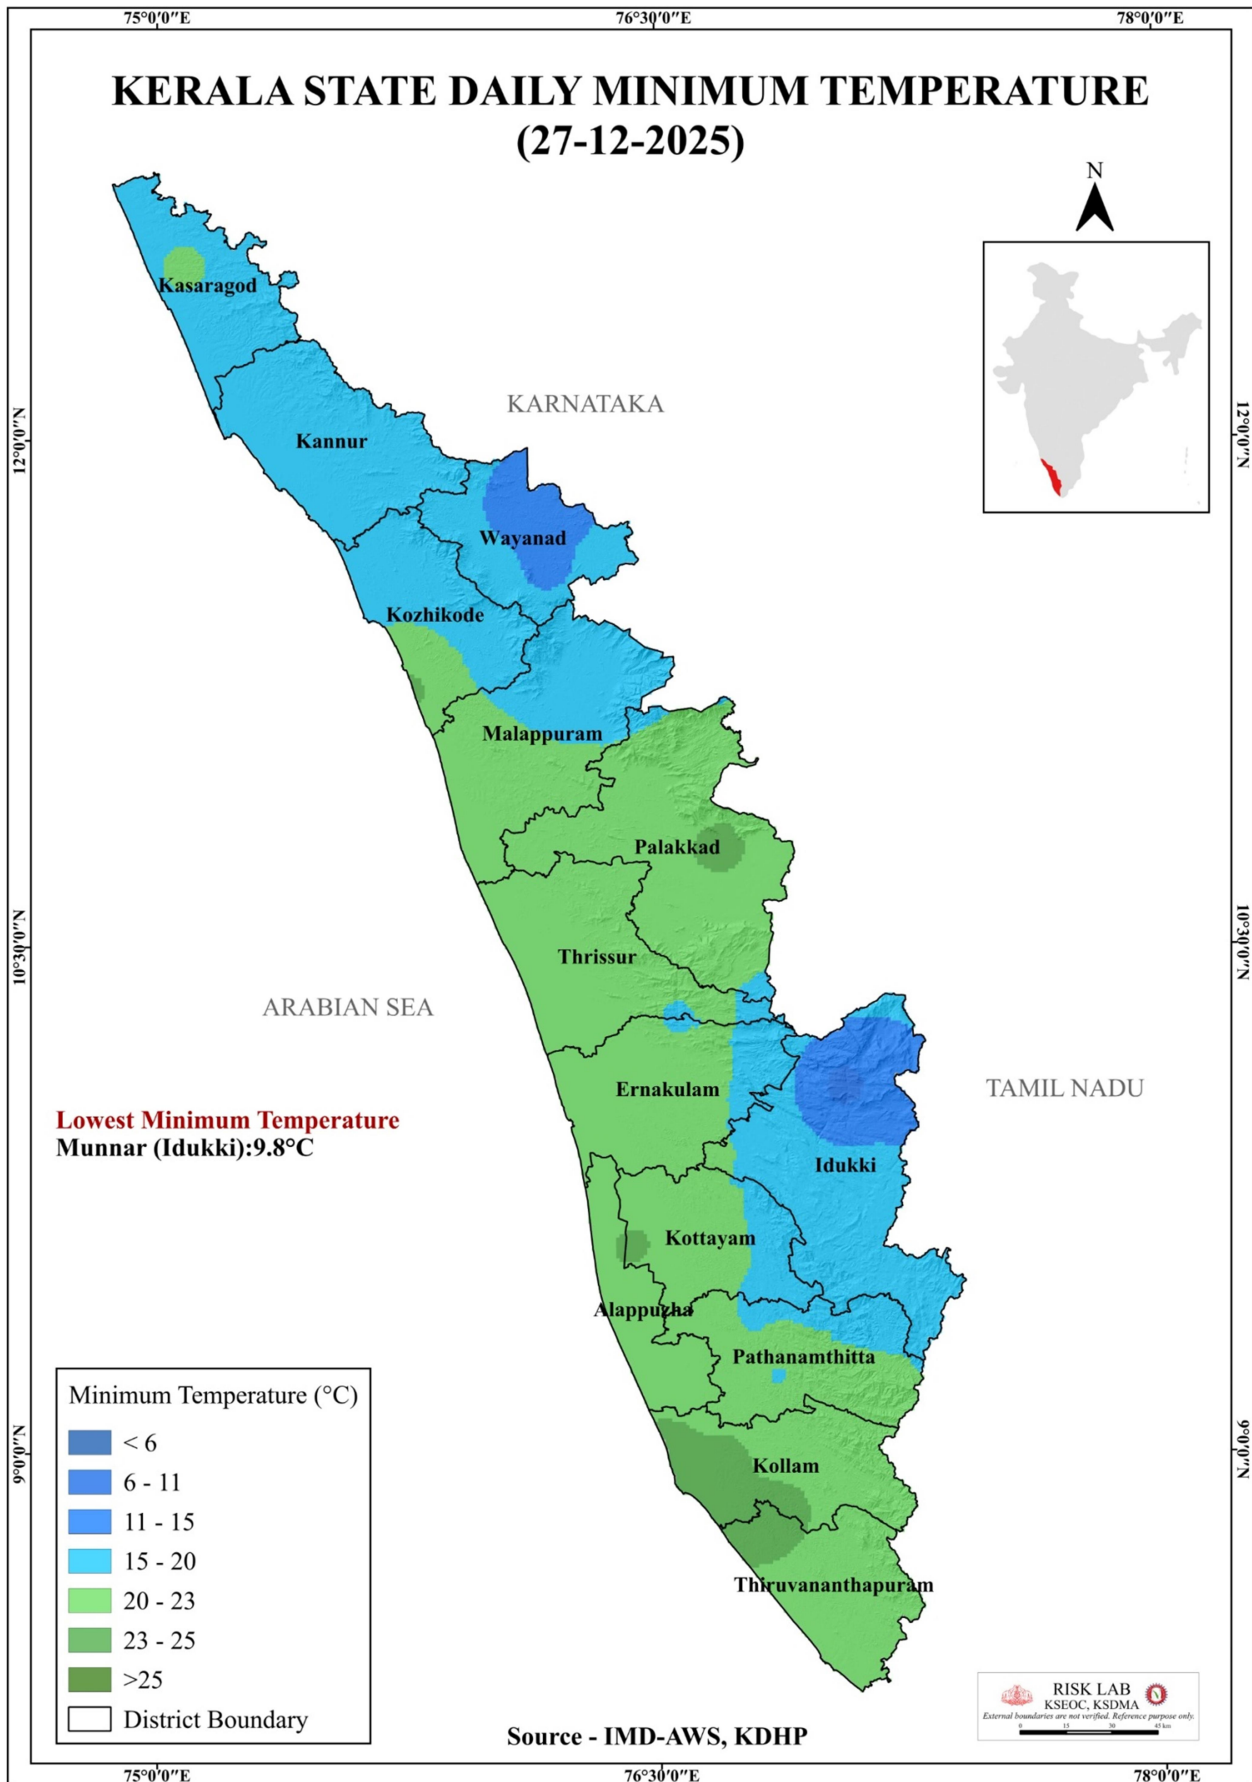 75°0'0"E 76°30'0"E 78°0'0"E
KERALA STATE DAILY MINIMUM TEMPERATURE
(27-12-2025)
N
Kasaragod
KARNATAKA
Kannur
12°0'0"N 12°0'0"N
Wayanad
Kozhikode
Malappuram
Palakkad
10°30'0"N 10°30'0"N
Thrissur
ARABIAN SEA
Ernakulam
TAMIL NADU
Lowest Minimum Temperature
Munnar (Idukki):9.8°C
Idukki
Kottayam
Alappuzha
Pathanamthitta
Kollam
9°0'0"N 9°0'0"N
Thiruvananthapuram
Minimum Temperature (°C)
< 6
6 - 11
11 - 15
15 - 20
20 - 23
23 - 25
>25
District Boundary
Source - IMD-AWS, KDHP
RISK LAB
KSEOC, KSDMA
External boundaries are not verified. Reference purpose only.
0 15 30 45 km
75°0'0"E 76°30'0"E 78°0'0"E